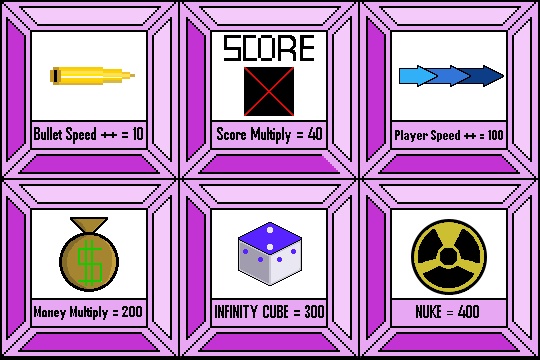 Bullet Speed ++ = 10
SCORE
Score Multiply = 40
Player Speed ++ = 100
$
Money Multiply = 200
INFINITY CUBE = 300
NUKE = 400